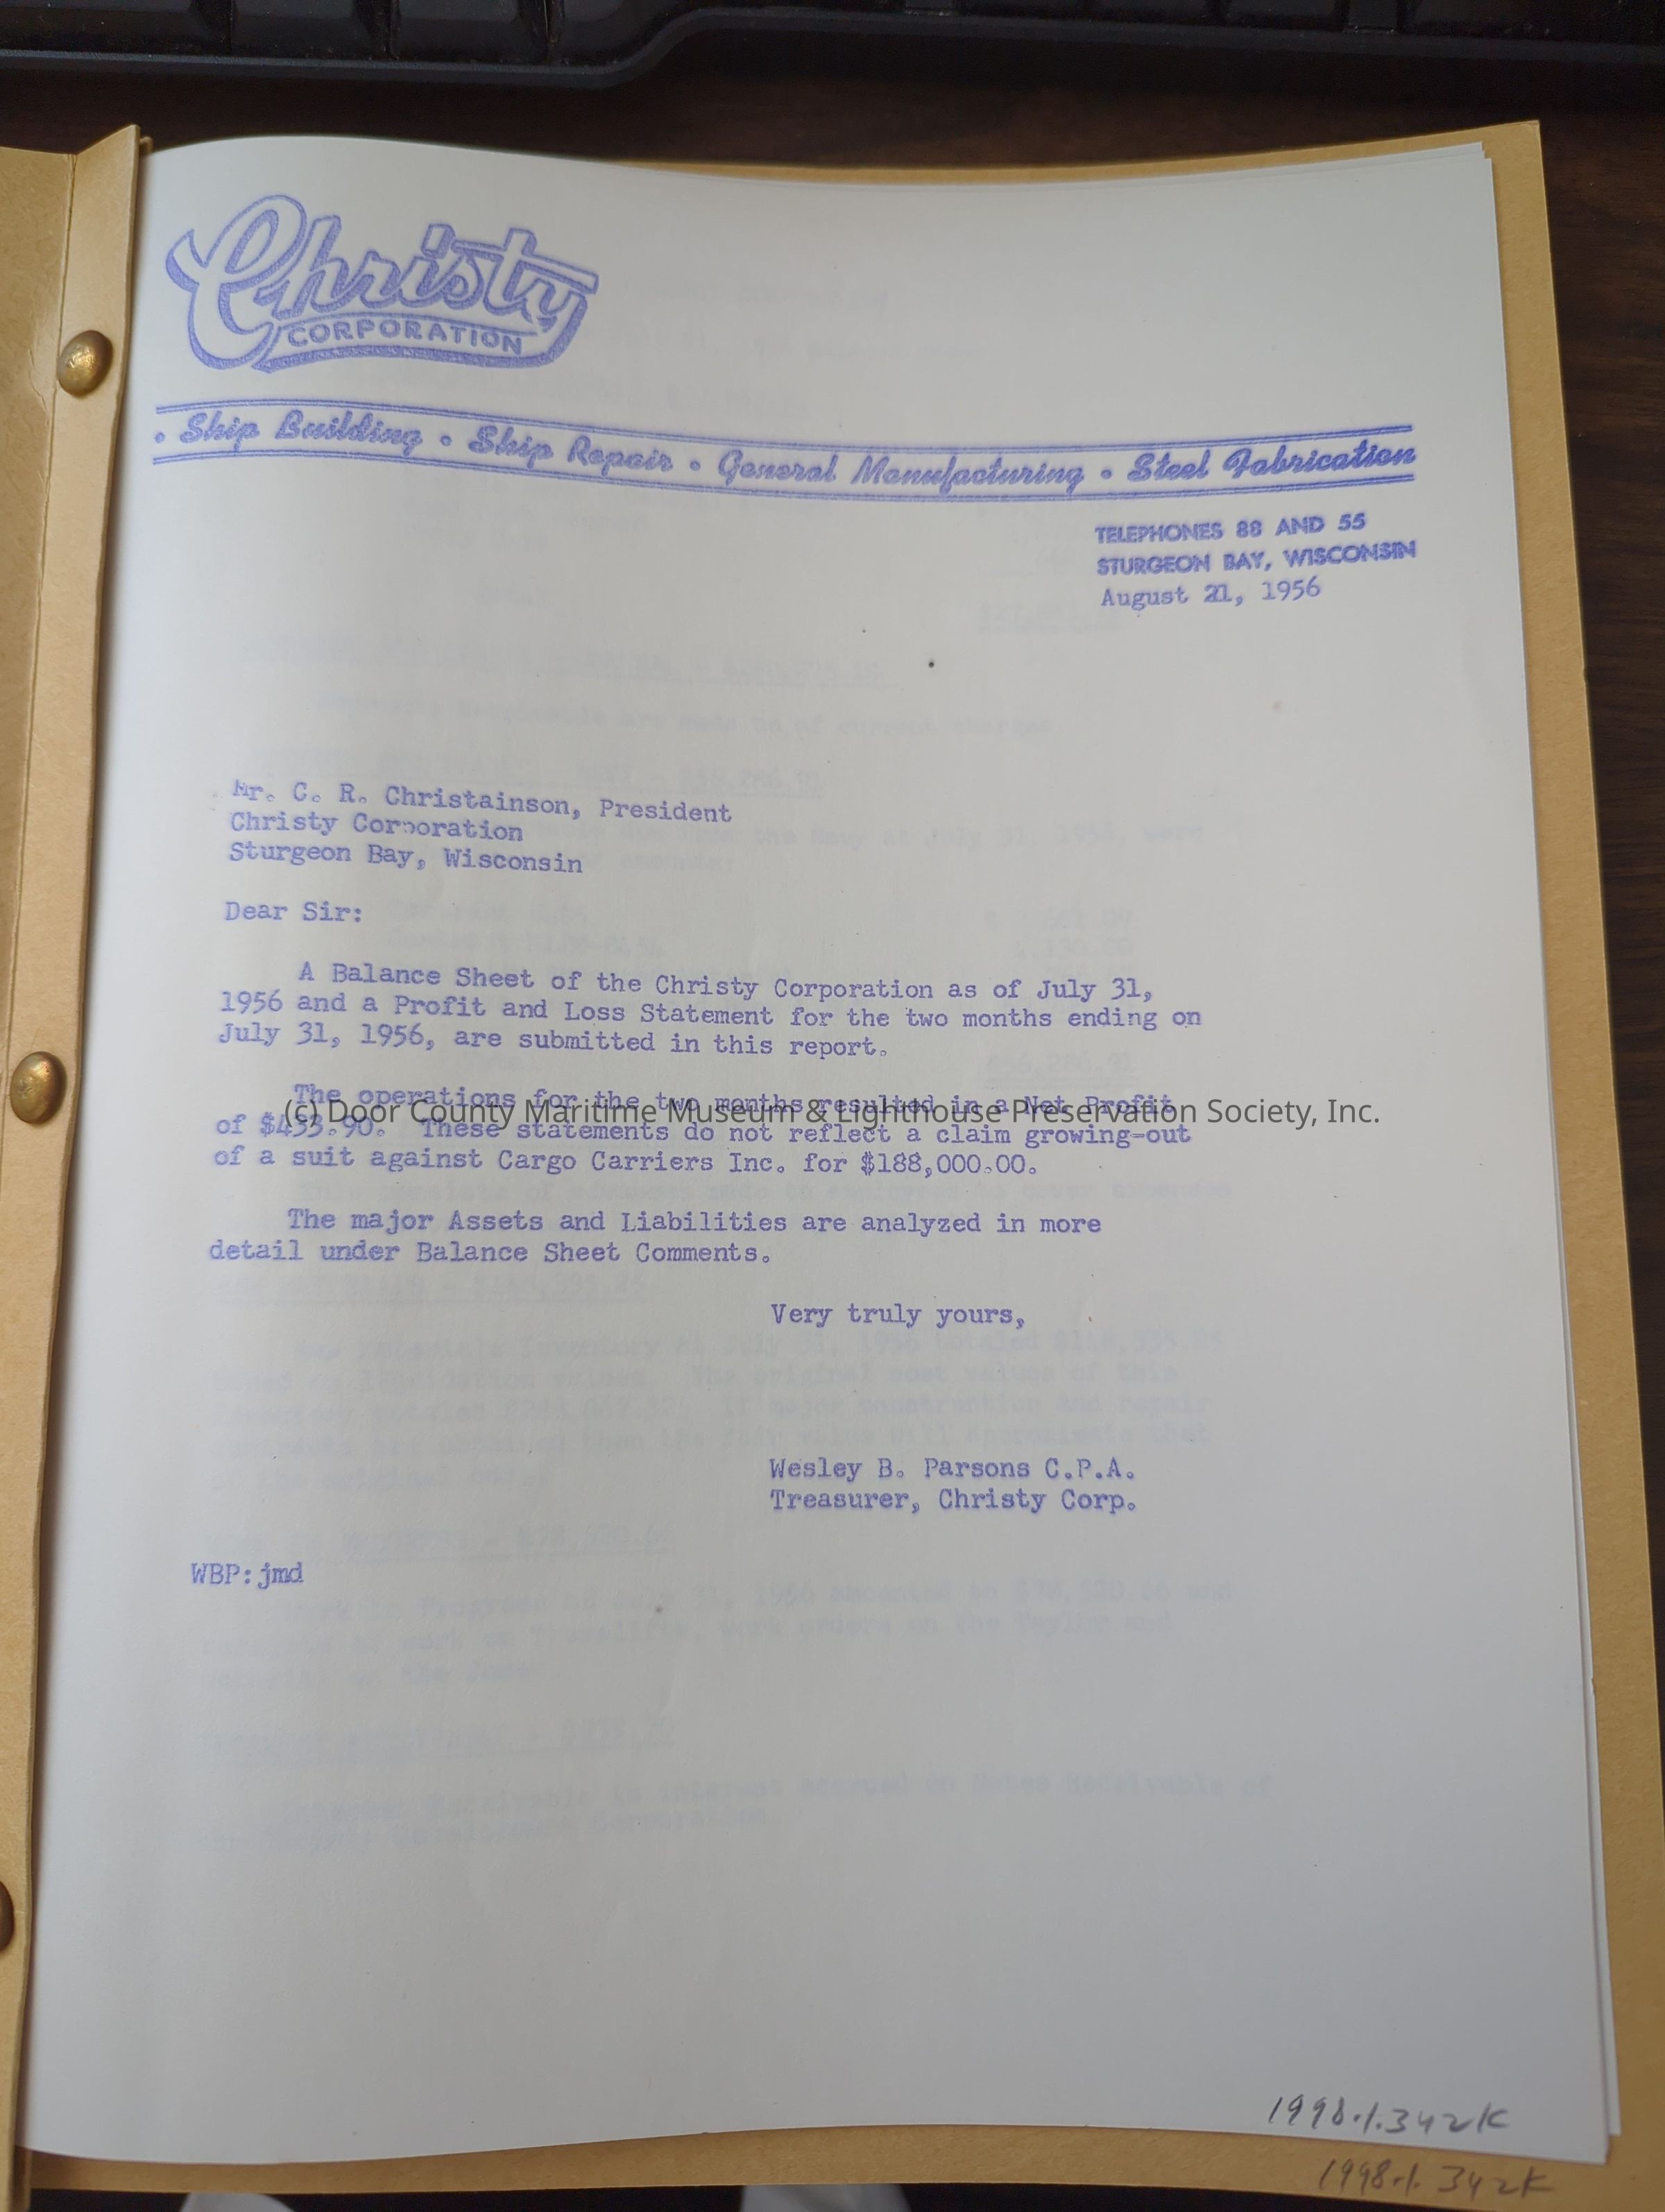 Christy
CORPORATION
• Ship Building • Ship Repair • General Manufacturing • Steel Fabrication
TELEPHONES 88 AND 55
STURGEON BAY, WISCONSIN
August 21, 1956
Mr. C. R. Christainson, President
Christy Corporation
Sturgeon Bay, Wisconsin
Dear Sir:
A Balance Sheet of the Christy Corporation as of July 31,
1956 and a Profit and Loss Statement for the two months ending on
July 31, 1956, are submitted in this report.
The operations for the two months resulted in a Net Profit
(c) Door County Maritime Museum & Lighthouse Preservation Society, Inc.
of $433.90. These statements do not reflect a claim growing-out
of a suit against Cargo Carriers Inc. for $188,000.00.
The major Assets and Liabilities are analyzed in more
detail under Balance Sheet Comments.
Very truly yours,
Wesley B. Parsons C.P.A.
Treasurer, Christy Corp.
WBP:jmd
1998.1.342K
1998.1.342K